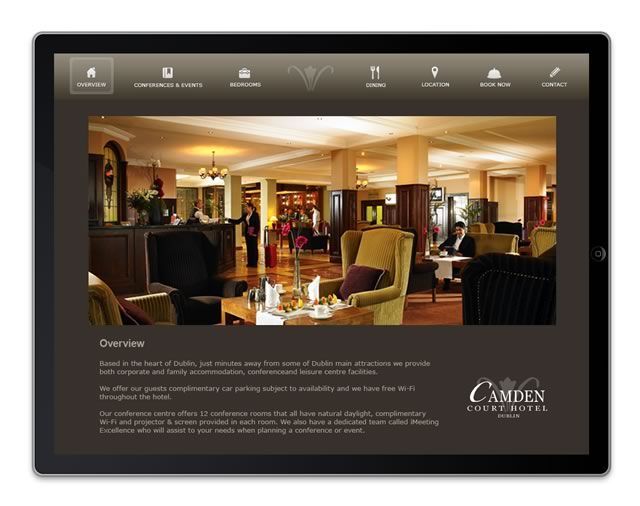 OVERVIEW
CONFERENCES & EVENTS
BEDROOMS
DINING
LOCATION
BOOK NOW
CONTACT
Overview
Based in the heart of Dublin, just minutes away from some of Dublin main attractions we provide
both corporate and family accommodation, conferenceand leisure centre facilities.
We offer our guests complimentary car parking subject to availability and we have free Wi-Fi
throughout the hotel.
Our conference centre offers 12 conference rooms that all have natural daylight, complimentary
Wi-Fi and projector & screen provided in each room. We also have a dedicated team called iMeeting
Excellence who will assist to your needs when planning a conference or event.
CAMDEN
COURT HOTEL
DUBLIN